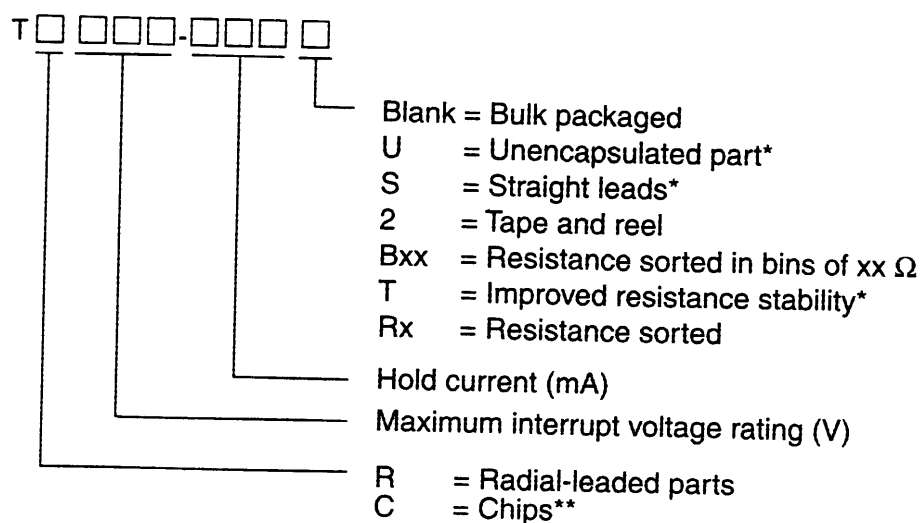 T□ □□□-□□□ □
Blank = Bulk packaged
U = Unencapsulated part*
S = Straight leads*
2 = Tape and reel
Bxx = Resistance sorted in bins of xx Ω
T = Improved resistance stability*
Rx = Resistance sorted
Hold current (mA)
Maximum interrupt voltage rating (V)
R = Radial-leaded parts
C = Chips**